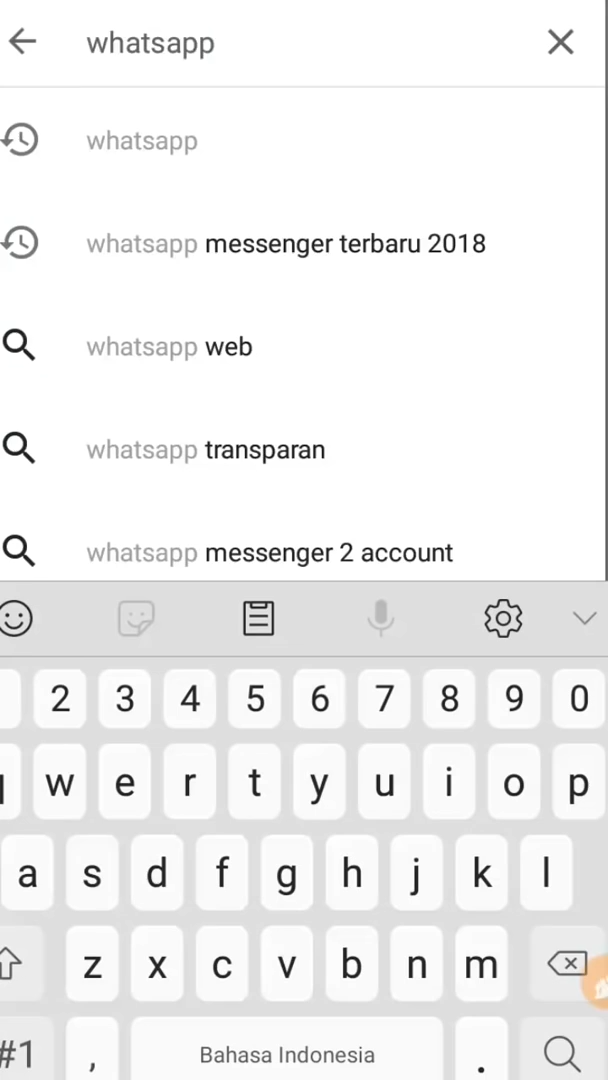 whatsapp
whatsapp
whatsapp messenger terbaru 2018
whatsapp web
whatsapp transparan
whatsapp messenger 2 account
2 3 4 5 6 7 8 9 0
w e r t y u i o p
a s d f g h j k l
z x c v b n m
#1 , Bahasa Indonesia .